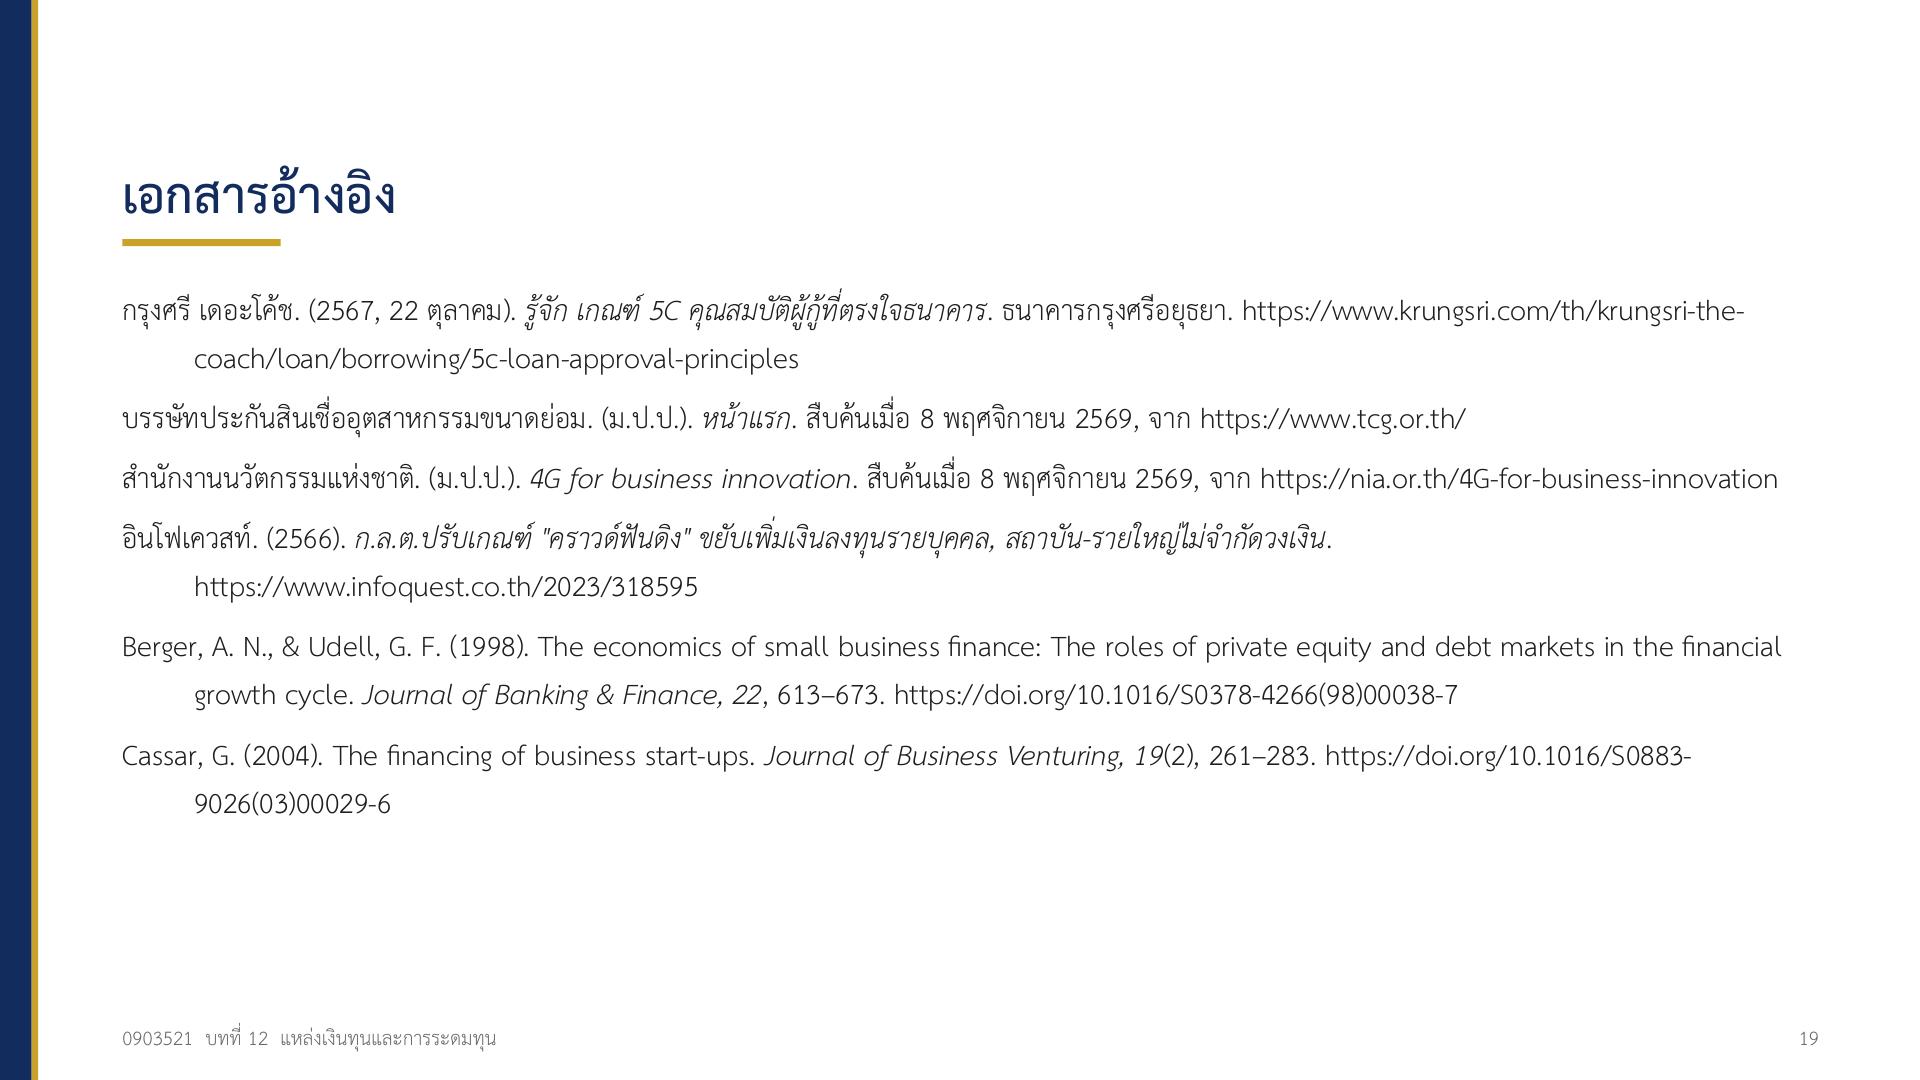 เอกสารอ้างอิง
กรุงศรี เดอะโค้ช. (2567, 22 ตุลาคม). รู้จัก เกณฑ์ 5C คุณสมบัติผู้กู้ที่ตรงใจธนาคาร. ธนาคารกรุงศรีอยุธยา. https://www.krungsri.com/th/krungsri-the-
coach/loan/borrowing/5c-loan-approval-principles
บรรษัทประกันสินเชื่ออุตสาหกรรมขนาดย่อม. (ม.ป.ป.). หน้าแรก. สืบค้นเมื่อ 8 พฤศจิกายน 2569, จาก https://www.tcg.or.th/
สำนักงานนวัตกรรมแห่งชาติ. (ม.ป.ป.). 4G for business innovation. สืบค้นเมื่อ 8 พฤศจิกายน 2569, จาก https://nia.or.th/4G-for-business-innovation
อินโฟเควสท์. (2566). ก.ล.ต.ปรับเกณฑ์ "คราวด์ฟันดิง" ขยับเพิ่มเงินลงทุนรายบุคคล, สถาบัน-รายใหญ่ไม่จำกัดวงเงิน.
https://www.infoquest.co.th/2023/318595
Berger, A. N., & Udell, G. F. (1998). The economics of small business finance: The roles of private equity and debt markets in the financial
growth cycle. Journal of Banking & Finance, 22, 613–673. https://doi.org/10.1016/S0378-4266(98)00038-7
Cassar, G. (2004). The financing of business start-ups. Journal of Business Venturing, 19(2), 261–283. https://doi.org/10.1016/S0883-
9026(03)00029-6
0903521 บทที่ 12 แหล่งเงินทุนและการระดมทุน
19